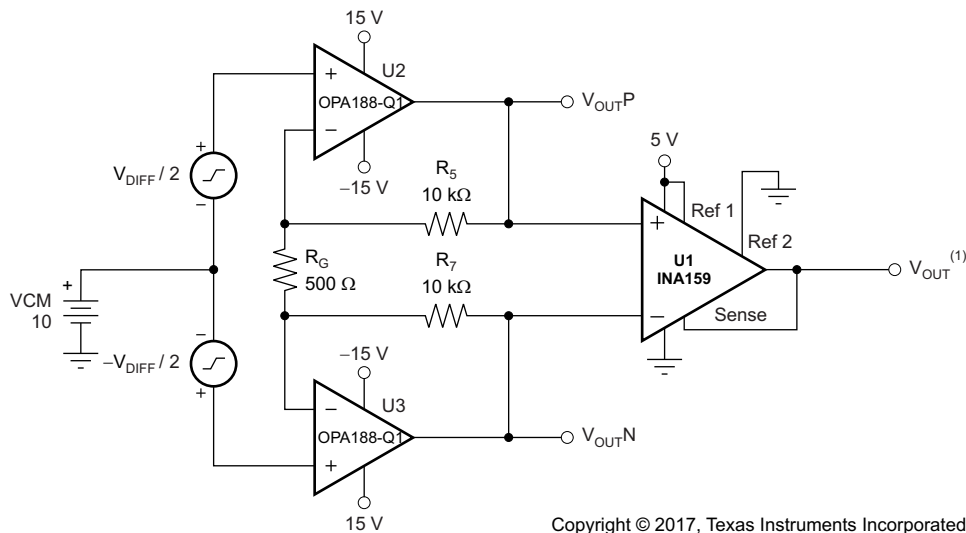 15 V
U2
+
OPA188-Q1
−
−15 V
V_OUT P
+
V_DIFF / 2
−
R_5
10 kΩ
5 V
Ref 1
Ref 2
+
U1
INA159
−
Sense
V_OUT (1)
R_G
500 Ω
R_7
10 kΩ
+
VCM
10
−
−V_DIFF / 2
+
−15 V
U3
−
OPA188-Q1
+
15 V
V_OUT N
Copyright © 2017, Texas Instruments Incorporated